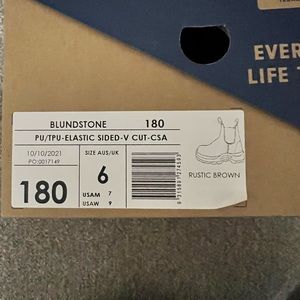 EVER
LIFE T
BLUNDSTONE 180
PU/TPU-ELASTIC SIDED-V CUT-CSA
10/10/2021
PO:0017149
180
SIZE AUS/UK
6
USAM 7
USAW 9
RUSTIC BROWN